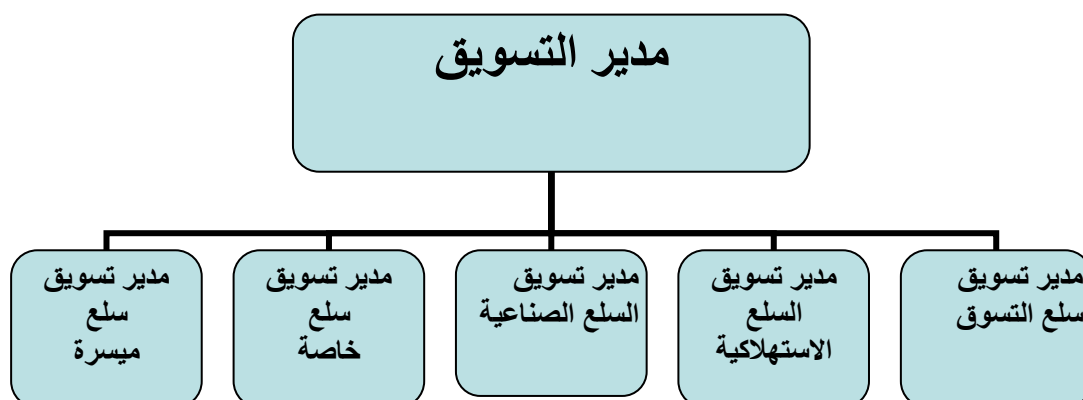 مدير التسويق
مدير تسويق
سلع التسوق
مدير تسويق
السلع
الاستهلاكية
مدير تسويق
السلع الصناعية
مدير تسويق
سلع
خاصة
مدير تسويق
سلع
ميسرة